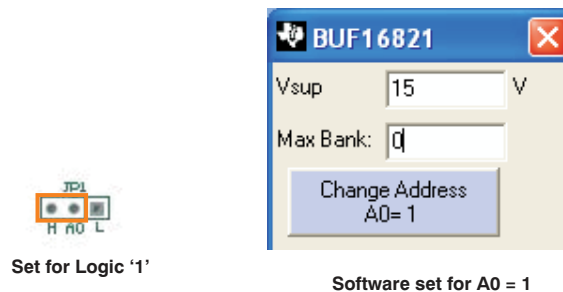 BUF16821
Vsup 15 V
Max Bank: 0
Change Address
A0= 1
JP1
H A0 L
Set for Logic ‘1’
Software set for A0 = 1